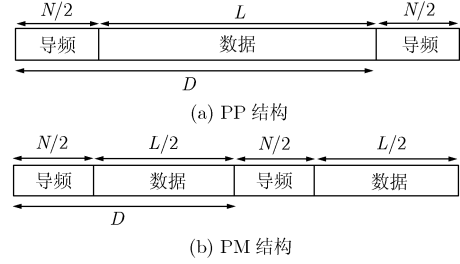 N/2 L N/2
导频 数据 导频
D
(a) PP 结构
N/2 L/2 N/2 L/2
导频 数据 导频 数据
D
(b) PM 结构